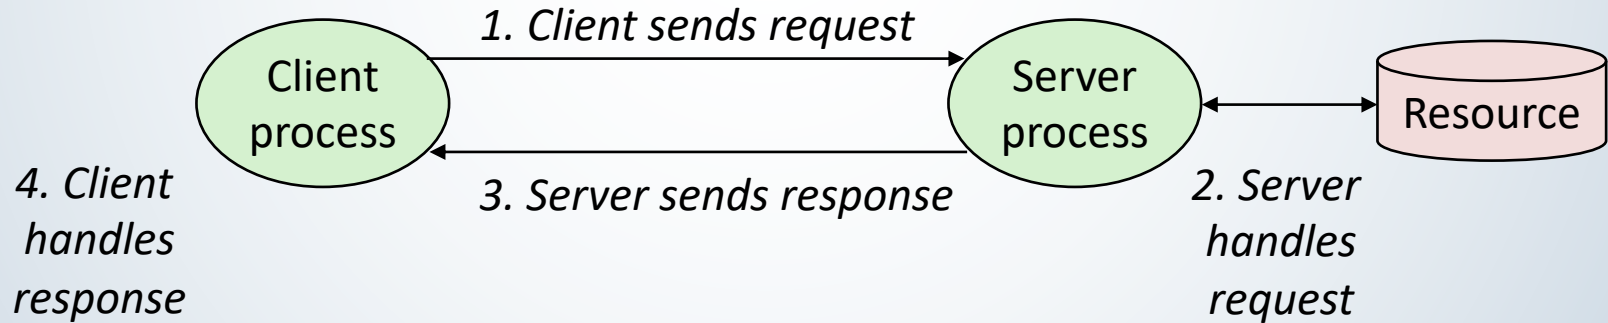 1. Client sends request
Client
process
Server
process
Resource
3. Server sends response
4. Client
handles
response
2. Server
handles
request